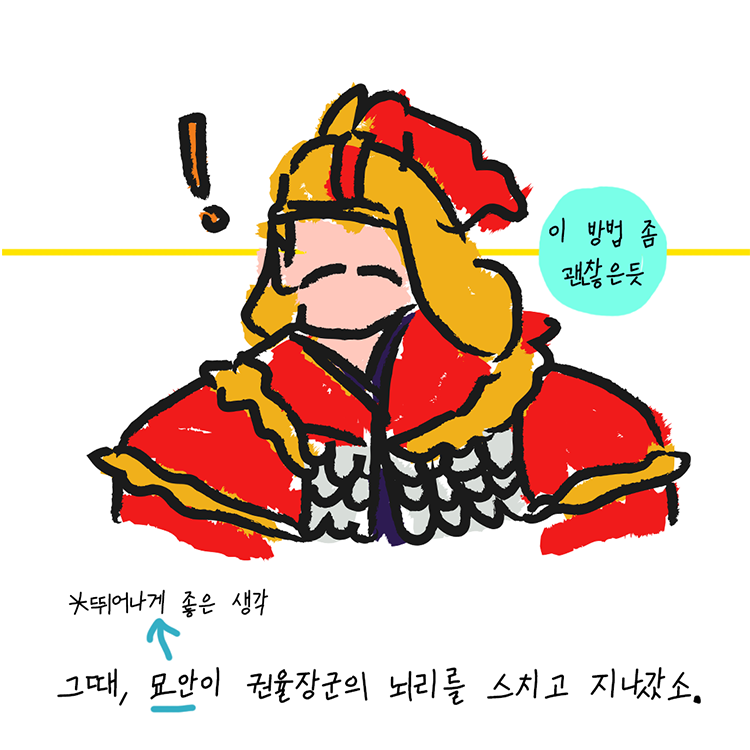 !
이 방법 좀
괜찮은듯
*뛰어나게 좋은 생각
그때, 묘안이 권율장군의 뇌리를 스치고 지나갔소.